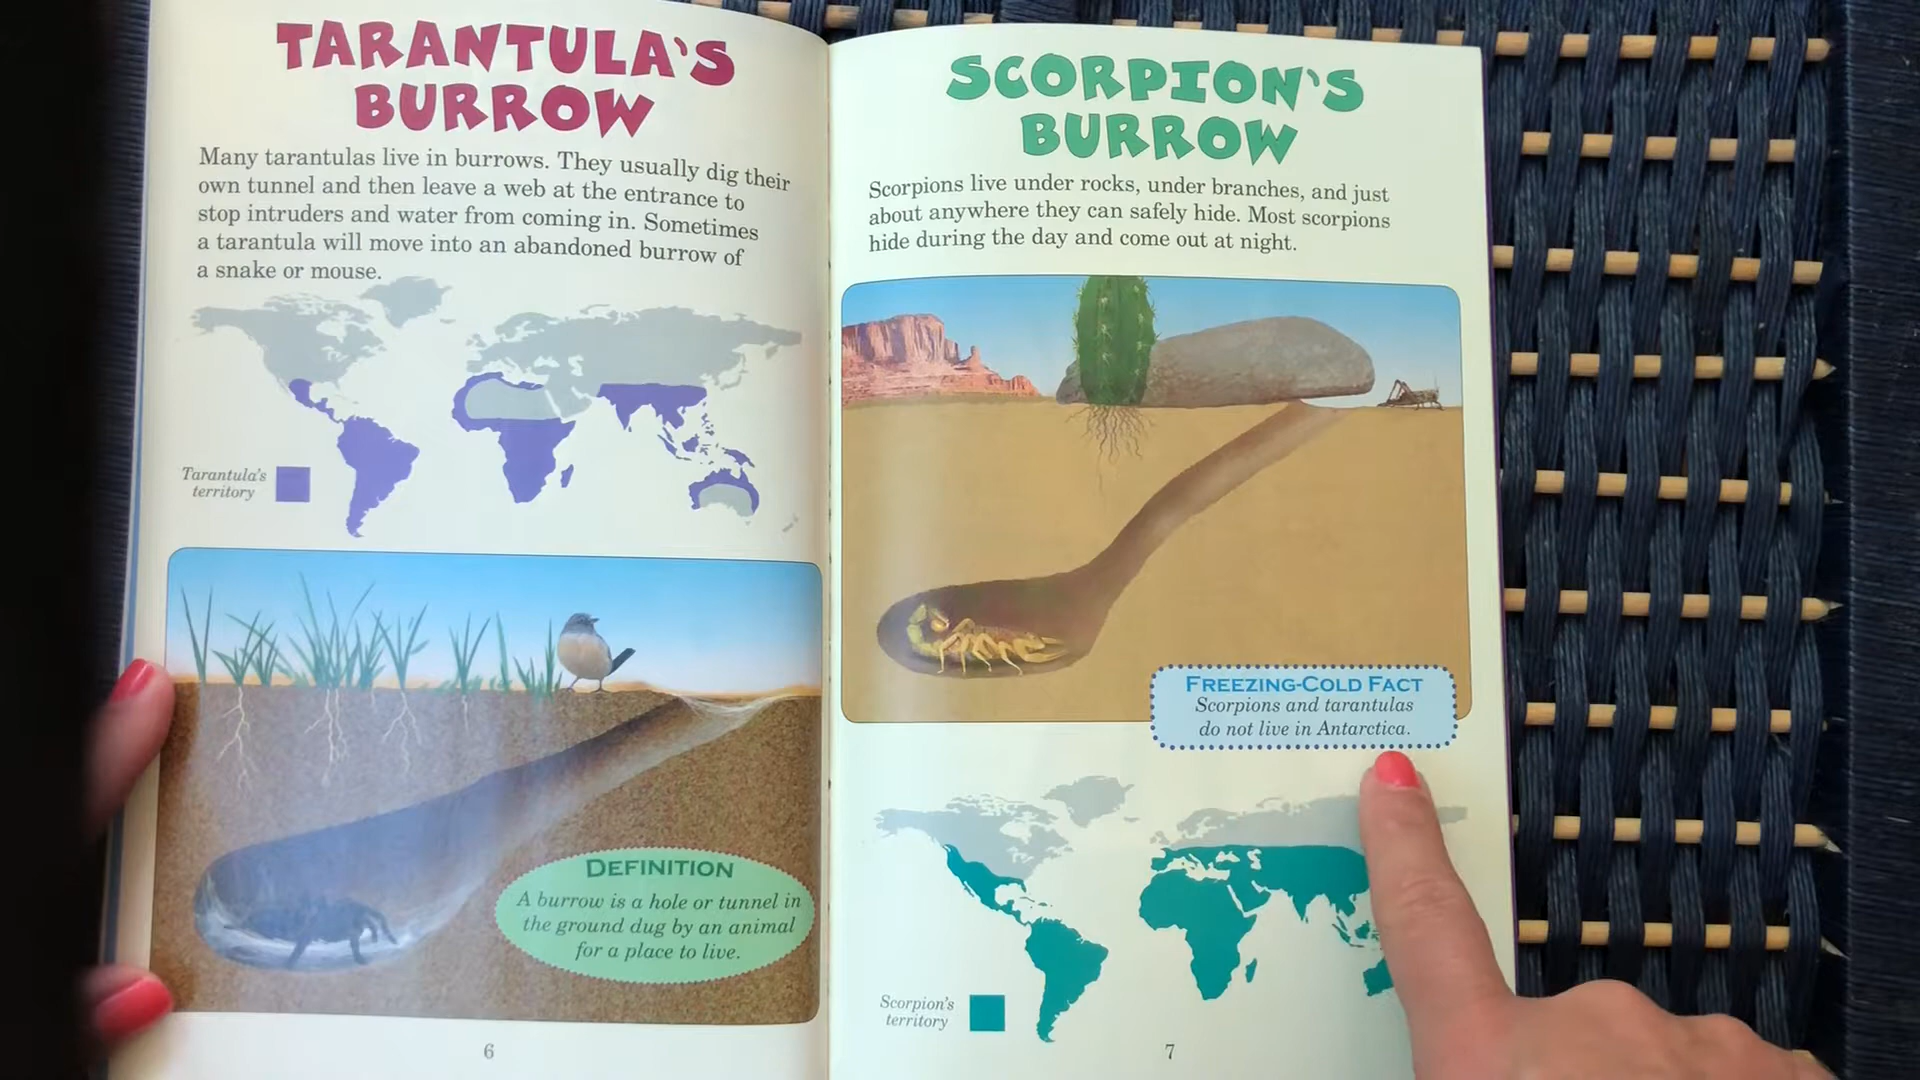 TARANTULA'S
BURROW
Many tarantulas live in burrows. They usually dig their
own tunnel and then leave a web at the entrance to
stop intruders and water from coming in. Sometimes
a tarantula will move into an abandoned burrow of
a snake or mouse.
Tarantula's
territory
DEFINITION
A burrow is a hole or tunnel in
the ground dug by an animal
for a place to live.
6
SCORPION'S
BURROW
Scorpions live under rocks, under branches, and just
about anywhere they can safely hide. Most scorpions
hide during the day and come out at night.
FREEZING-COLD FACT
Scorpions and tarantulas
do not live in Antarctica.
Scorpion's
territory
7